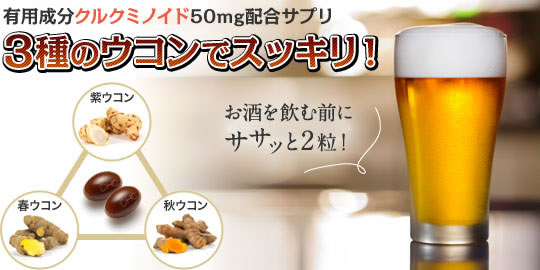 有用成分クルクミノイド50mg配合サプリ
3種のウコンでスッキリ!
紫ウコン
お酒を飲む前に
ササッと2粒!
春ウコン
秋ウコン